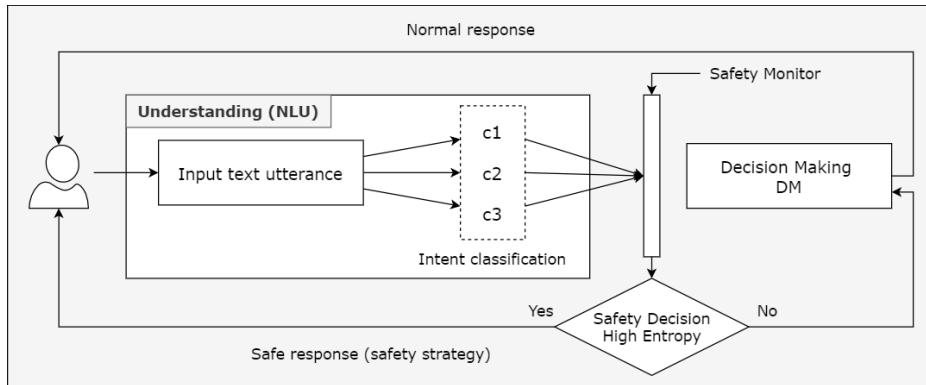 Normal response
Safety Monitor
Understanding (NLU)
Input text utterance
c1
c2
c3
Intent classification
Decision Making
DM
Yes
Safety Decision
High Entropy
No
Safe response (safety strategy)